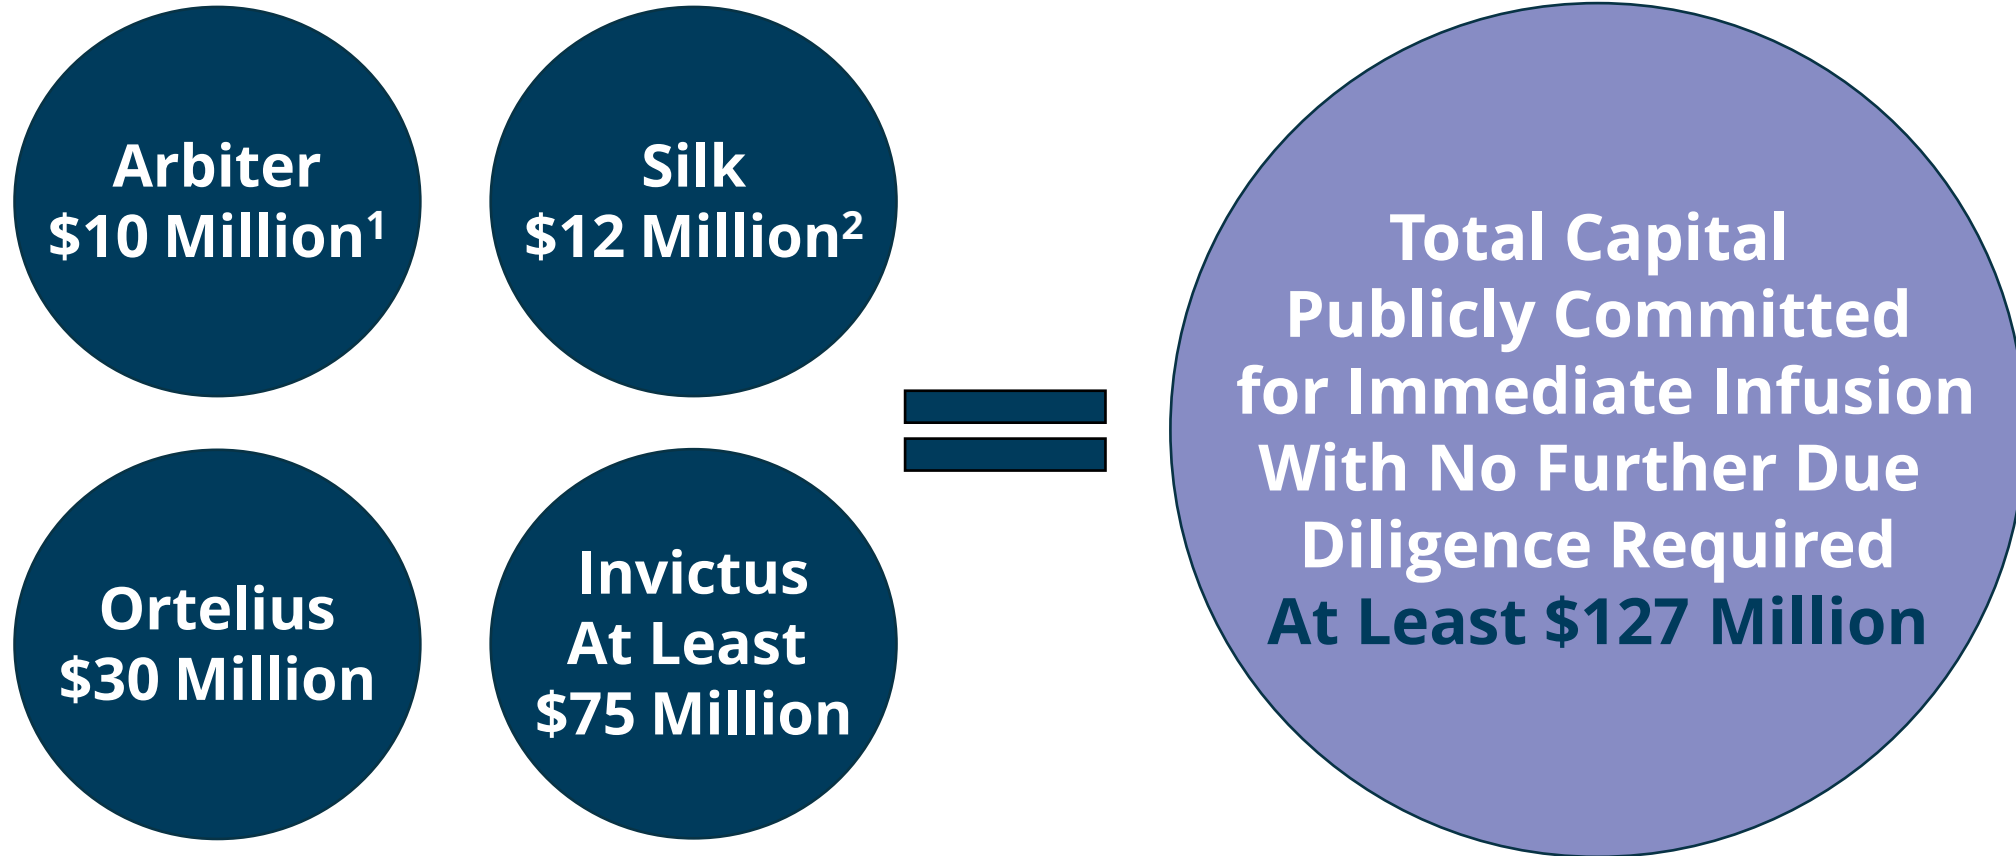 Arbiter
$10 Million¹
Silk
$12 Million²
Ortelius
$30 Million
Invictus
At Least
$75 Million
Total Capital
Publicly Committed
for Immediate Infusion
With No Further Due
Diligence Required
At Least $127 Million